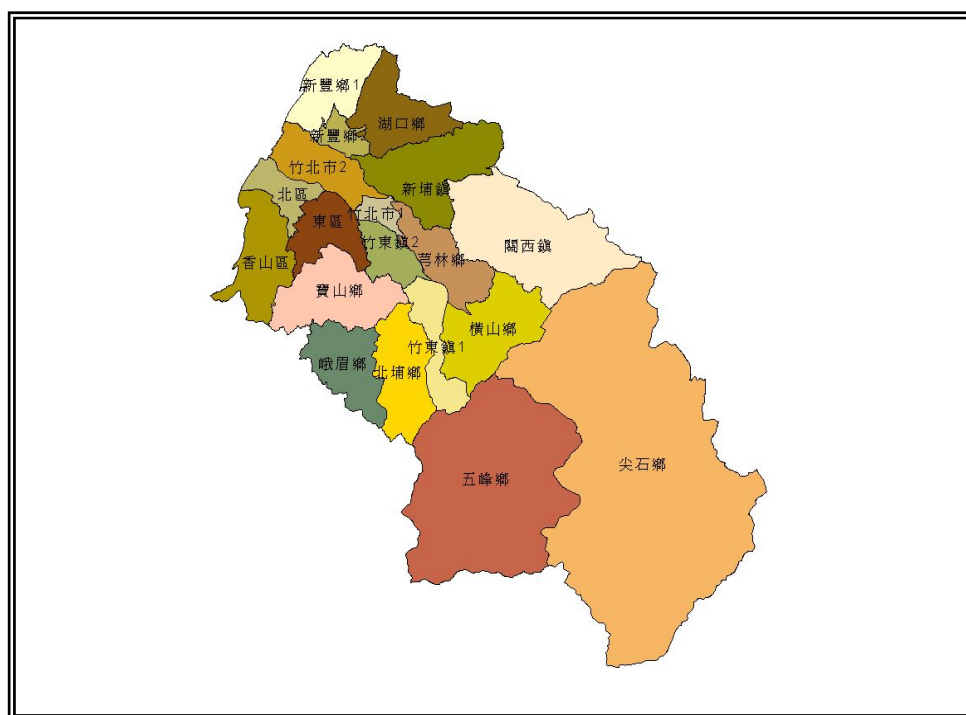 新豐鄉1
湖口鄉
新豐鄉2
竹北市2
新埔鎮
北區
竹北市1
東區
竹東鎮2
關西鎮
香山區
芎林鄉
寶山鄉
橫山鄉
竹東鎮1
峨眉鄉
北埔鄉
尖石鄉
五峰鄉